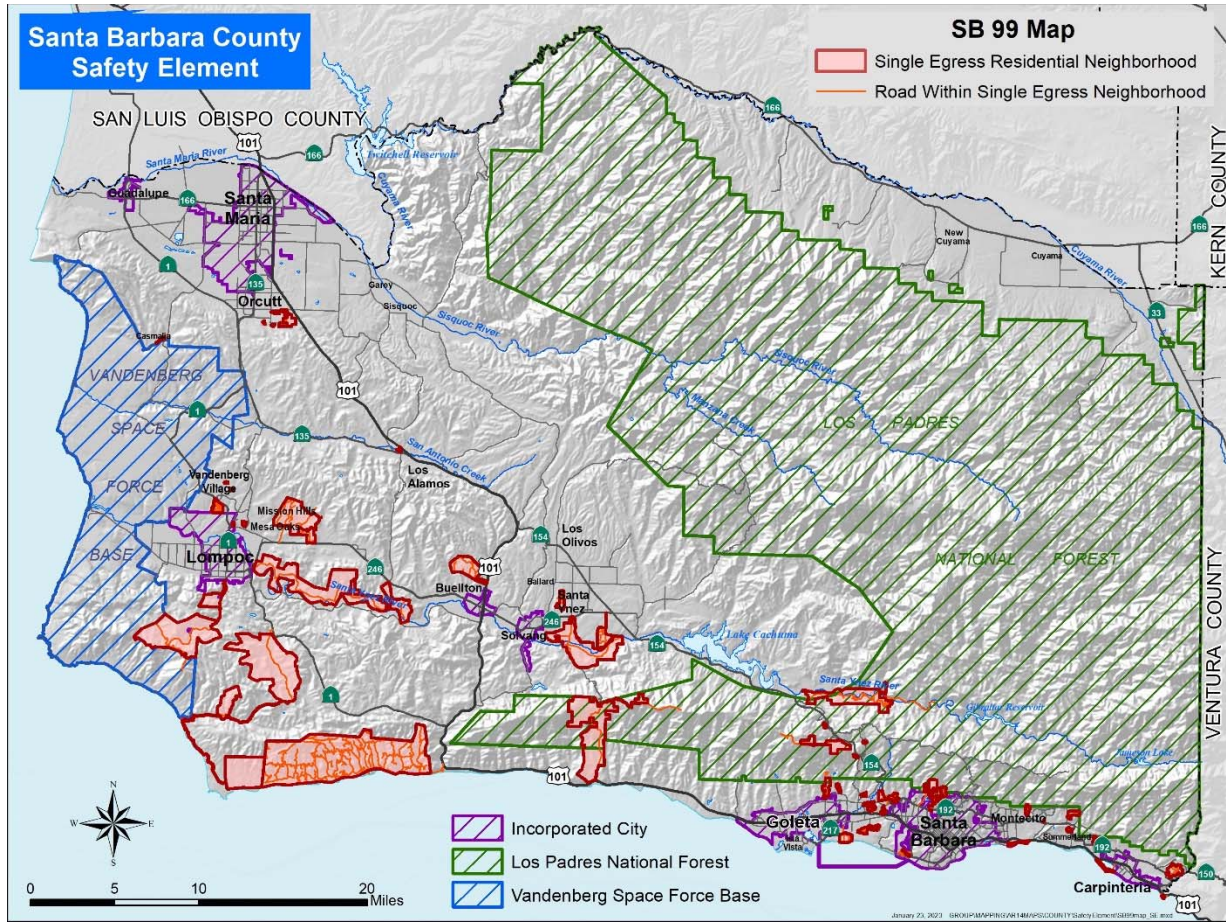 Santa Barbara County
Safety Element
SB 99 Map
Single Egress Residential Neighborhood
Road Within Single Egress Neighborhood
SAN LUIS OBISPO COUNTY
101
166
166
Twitchell Reservoir
Santa Maria River
Cuyama River
Guadalupe
166
Santa
Maria
KERN COUNTY
166
New
Cuyama
Cuyama
Cuyama River
1
135
Orcutt
Garey
Sisquoc
Sisquoc River
33
Casmalia
VANDENBERG
SPACE
FORCE
BASE
101
Sisquoc River
Manzana Creek
LOS PADRES
NATIONAL FOREST
1
135
San Antonio Creek
Los
Alamos
Vandenberg
Village
Mission Hills
Mesa Oaks
1
Lompoc
246
154
Los
Olivos
101
Ballard
Buellton
Santa
Ynez
246
Solvang
154
Lake Cachuma
Santa Ynez River
Gibraltar Reservoir
Jameson Lake
VENTURA COUNTY
1
101
154
Goleta
217
Vista
192
Santa
Barbara
Montecito
Summerland
192
Carpinteria
150
101
N
W
E
S
Incorporated City
Los Padres National Forest
Vandenberg Space Force Base
0 5 10 20
Miles
January 23, 2023